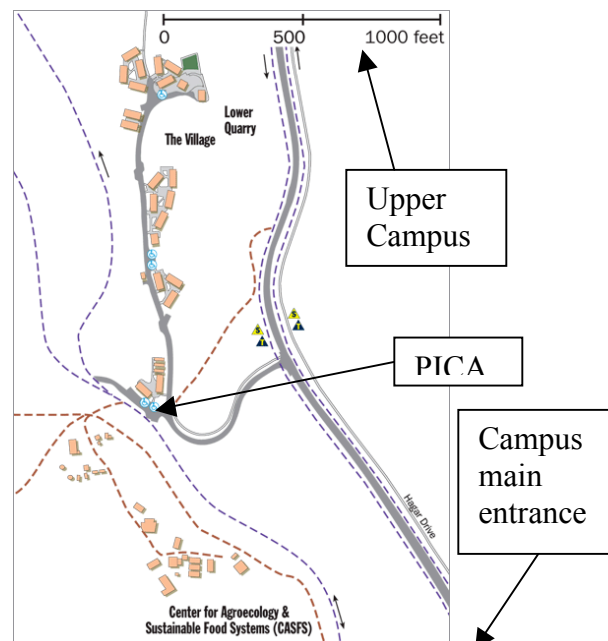 0 500 1000 feet
Lower
Quarry
The Village
Upper
Campus
S
T
S
T
PICA
Campus
main
entrance
Hagar Drive
Center for Agroecology &
Sustainable Food Systems (CASFS)